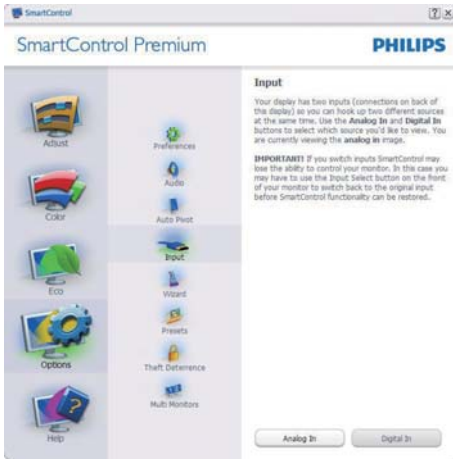 SmartControl
SmartControl Premium
PHILIPS
Adjust
Color
Eco
Options
Help
Preferences
Audio
Auto Pivot
Input
Wizard
Presets
Theft Deterrence
Multi Monitors
Input
Your display has two inputs (connections on back of
this display) so you can hook up two different sources
at the same time. Use the Analog In and Digital In
buttons to select which source you'd like to view. You
are currently viewing the analog in image.
IMPORTANT! If you switch inputs SmartControl may
lose the ability to control your monitor. In this case you
may have to use the Input Select button on the front
of your monitor to switch back to the original input
before SmartControl functionality can be restored.
Analog In
Digital In